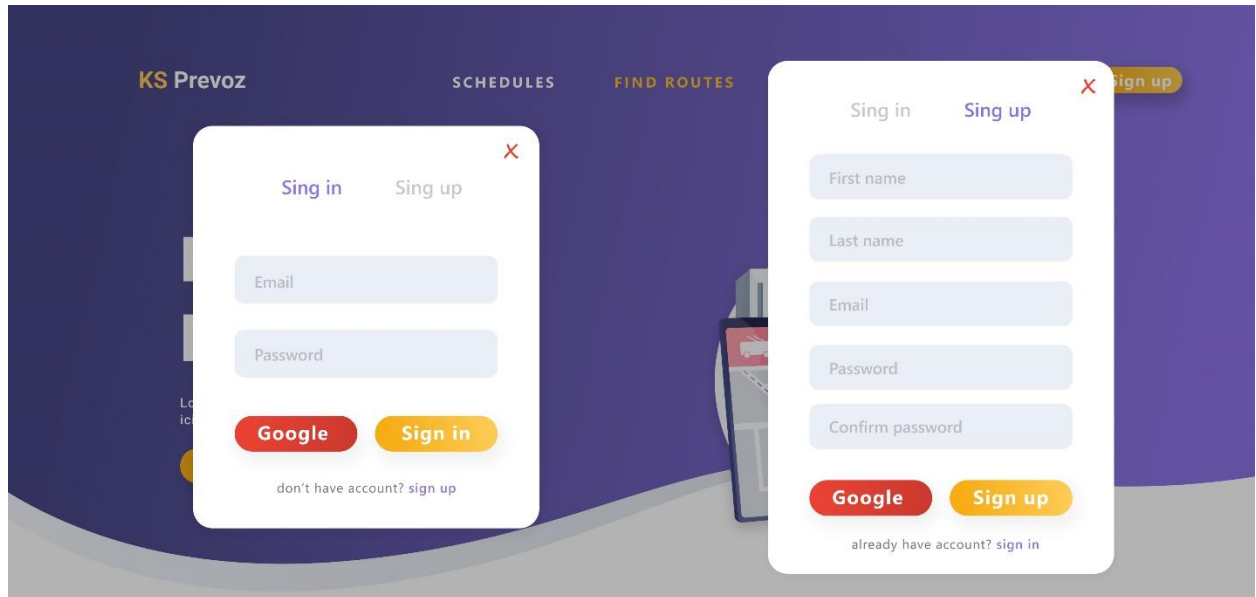 KS Prevoz
SCHEDULES
FIND ROUTES
Sign up
X
Sing in
Sing up
Email
Password
Google
Sign in
don't have account? sign up
X
Sing in
Sing up
First name
Last name
Email
Password
Confirm password
Google
Sign up
already have account? sign in